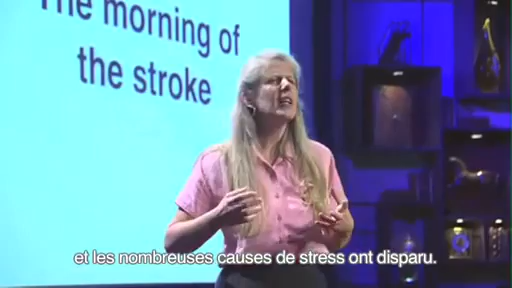 The morning of
the stroke
et les nombreuses causes de stress ont disparu.